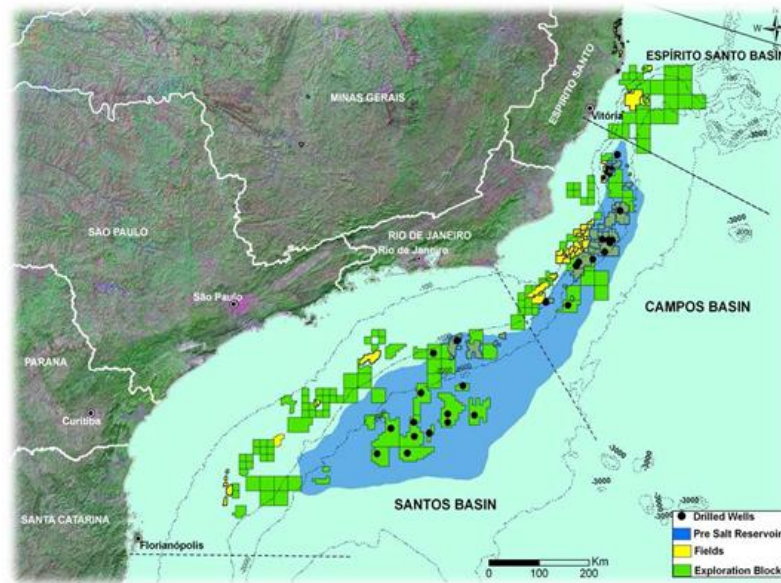 W
ESPÍRITO SANTO BASIN
ESPÍRITO SANTO
MINAS GERAIS
Vitória
-3000
-3000
SAO PAULO
RIO DE JANEIRO
Rio de Janeiro
-100
São Paulo
CAMPOS BASIN
PARANA
Curitiba
-3000
-3000
-3000
SANTOS BASIN
SANTA CATARINA
Florianópolis
Km
0 100 200
Drilled Wells
Pre Salt Reservoir
Fields
Exploration Block